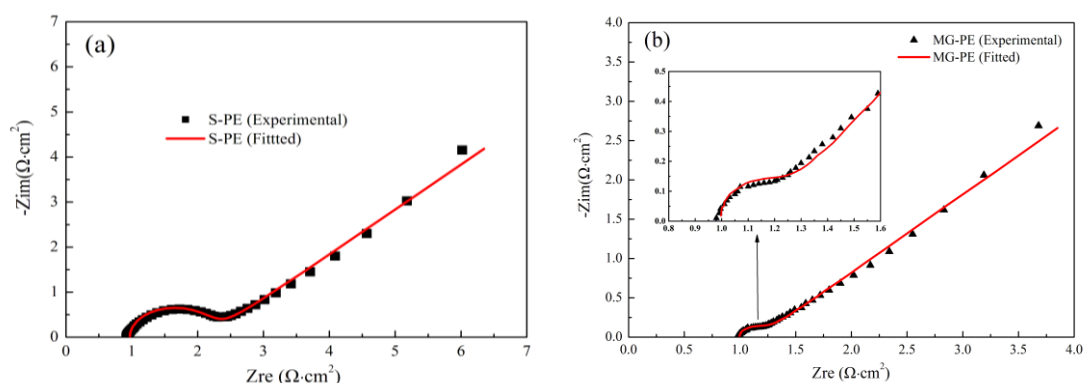 (a)
S-PE (Experimental)
S-PE (Fittted)
-Zim(Ω·cm²)
7
6
5
4
3
2
1
0
0 1 2 3 4 5 6 7
Zre (Ω·cm²)
(b)
MG-PE (Experimental)
MG-PE (Fitted)
-Zim(Ω·cm²)
4.0
3.5
3.0
2.5
2.0
1.5
1.0
0.5
0.0
0.5
0.4
0.3
0.2
0.1
0.0
0.8 0.9 1.0 1.1 1.2 1.3 1.4 1.5 1.6
0.0 0.5 1.0 1.5 2.0 2.5 3.0 3.5 4.0
Zre (Ω·cm²)